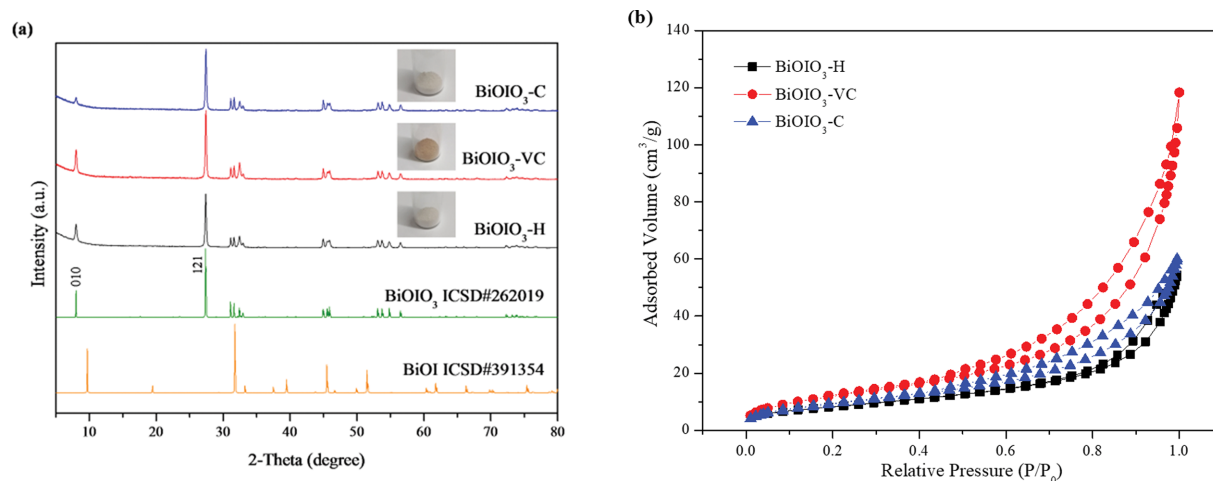 (a)
BiOIO₃-C
BiOIO₃-VC
BiOIO₃-H
010
121
BiOIO₃ ICSD#262019
BiOI ICSD#391354
Intensity (a.u.)
10 20 30 40 50 60 70 80
2-Theta (degree)
(b)
140
120
100
80
60
40
20
0
BiOIO₃-H
BiOIO₃-VC
BiOIO₃-C
Adsorbed Volume (cm³/g)
0.0 0.2 0.4 0.6 0.8 1.0
Relative Pressure (P/P₀)